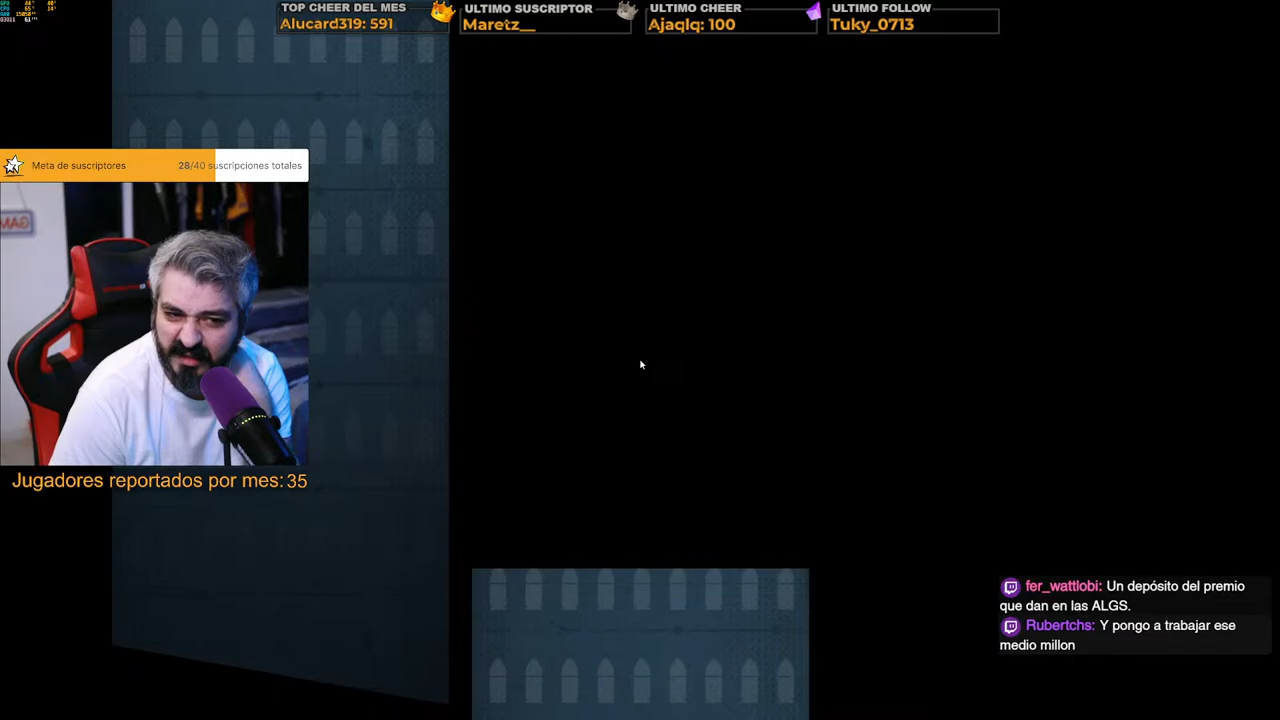 TOP CHEER DEL MES
Alucard319: 591
ULTIMO SUSCRIPTOR
Maretz__
ULTIMO CHEER
Ajaqlq: 100
ULTIMO FOLLOW
Tuky_0713
Meta de suscriptores 28/40 suscripciones totales
Jugadores reportados por mes: 35
fer_wattlobi: Un depósito del premio
que dan en las ALGS.
Rubertchs: Y pongo a trabajar ese
medio millon